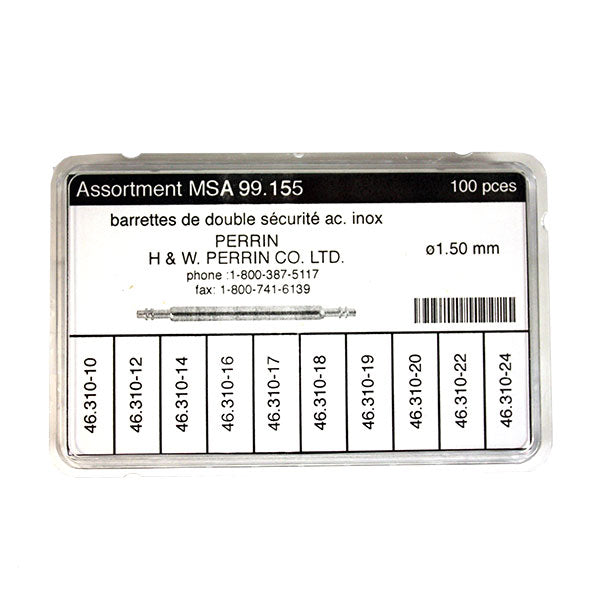 Assortment MSA 99.155 100 pces
barrettes de double sécurité ac. inox
PERRIN
H & W. PERRIN CO. LTD.
ø1.50 mm
phone :1-800-387-5117
fax: 1-800-741-6139
46.310-10
46.310-12
46.310-14
46.310-16
46.310-17
46.310-18
46.310-19
46.310-20
46.310-22
46.310-24